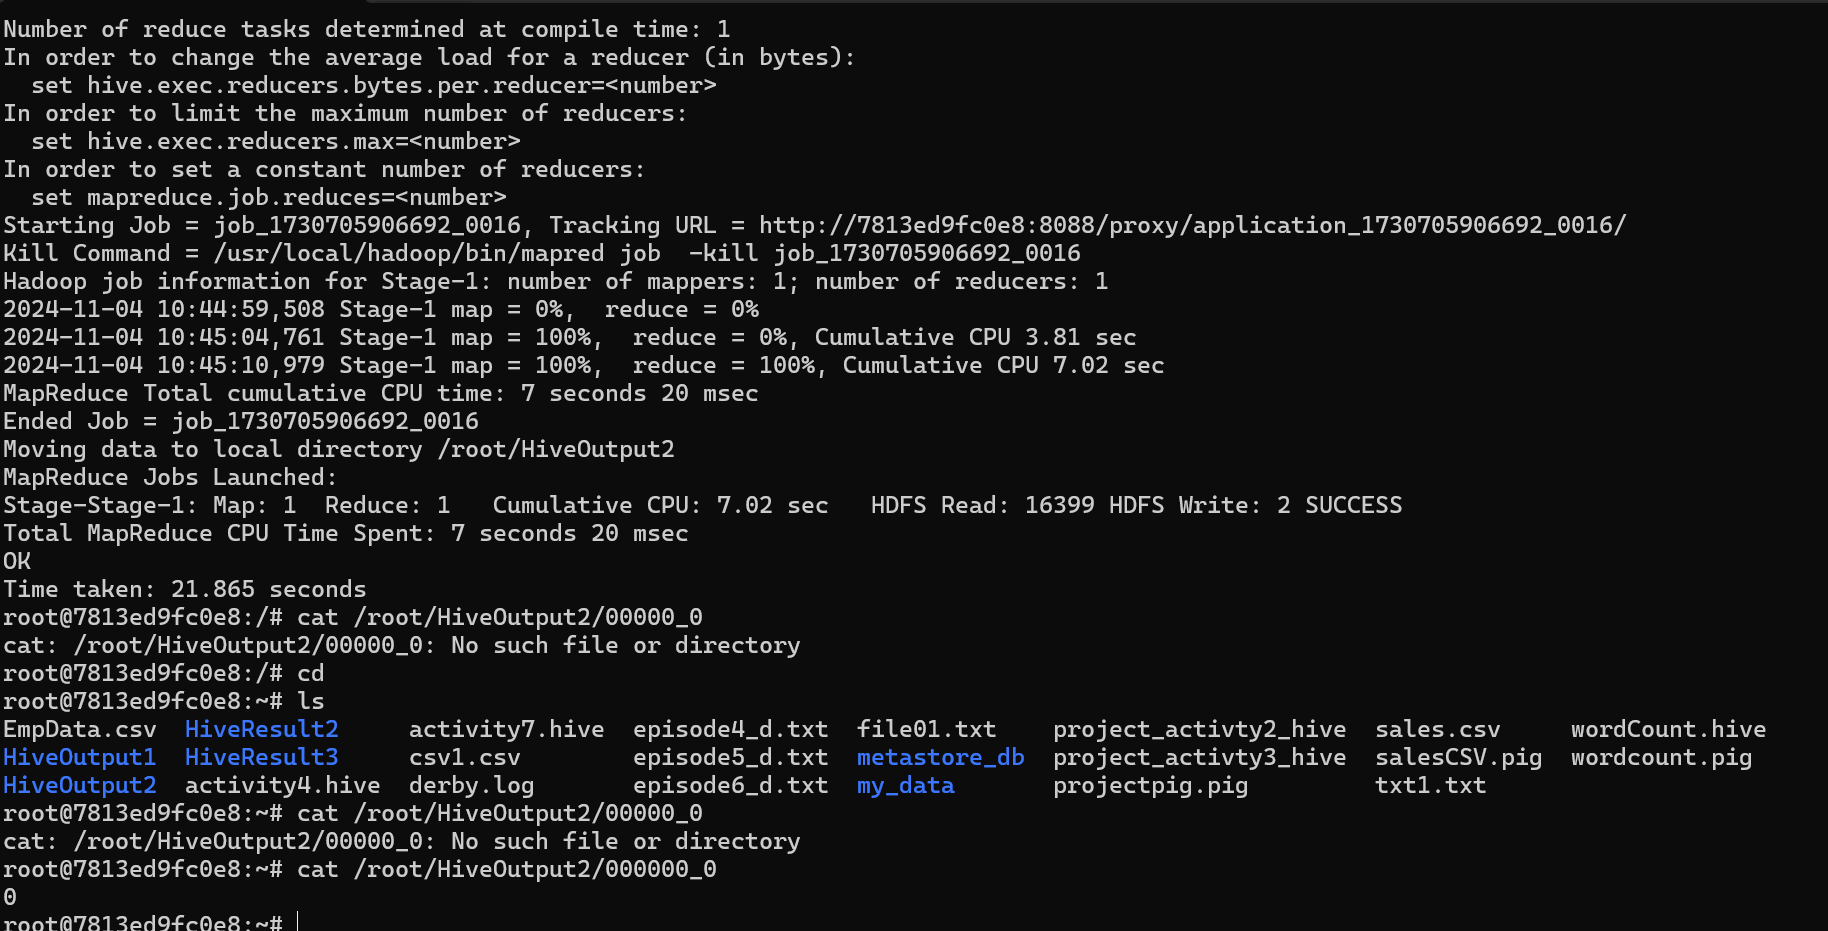 Number of reduce tasks determined at compile time: 1
In order to change the average load for a reducer (in bytes):
  set hive.exec.reducers.bytes.per.reducer=<number>
In order to limit the maximum number of reducers:
  set hive.exec.reducers.max=<number>
In order to set a constant number of reducers:
  set mapreduce.job.reduces=<number>
Starting Job = job_1730705906692_0016, Tracking URL = http://7813ed9fc0e8:8088/proxy/application_1730705906692_0016/
Kill Command = /usr/local/hadoop/bin/mapred job  -kill job_1730705906692_0016
Hadoop job information for Stage-1: number of mappers: 1; number of reducers: 1
2024-11-04 10:44:59,508 Stage-1 map = 0%,  reduce = 0%
2024-11-04 10:45:04,761 Stage-1 map = 100%,  reduce = 0%, Cumulative CPU 3.81 sec
2024-11-04 10:45:10,979 Stage-1 map = 100%,  reduce = 100%, Cumulative CPU 7.02 sec
MapReduce Total cumulative CPU time: 7 seconds 20 msec
Ended Job = job_1730705906692_0016
Moving data to local directory /root/HiveOutput2
MapReduce Jobs Launched:
Stage-Stage-1: Map: 1  Reduce: 1   Cumulative CPU: 7.02 sec   HDFS Read: 16399 HDFS Write: 2 SUCCESS
Total MapReduce CPU Time Spent: 7 seconds 20 msec
OK
Time taken: 21.865 seconds
root@7813ed9fc0e8:/# cat /root/HiveOutput2/00000_0
cat: /root/HiveOutput2/00000_0: No such file or directory
root@7813ed9fc0e8:/# cd
root@7813ed9fc0e8:~# ls
EmpData.csv  HiveResult2     activity7.hive  episode4_d.txt  file01.txt    project_activty2_hive  sales.csv     wordCount.hive
HiveOutput1  HiveResult3     csv1.csv        episode5_d.txt  metastore_db  project_activty3_hive  salesCSV.pig  wordcount.pig
HiveOutput2  activity4.hive  derby.log       episode6_d.txt  my_data       projectpig.pig         txt1.txt
root@7813ed9fc0e8:~# cat /root/HiveOutput2/00000_0
cat: /root/HiveOutput2/00000_0: No such file or directory
root@7813ed9fc0e8:~# cat /root/HiveOutput2/000000_0
0
root@7813ed9fc0e8:~#